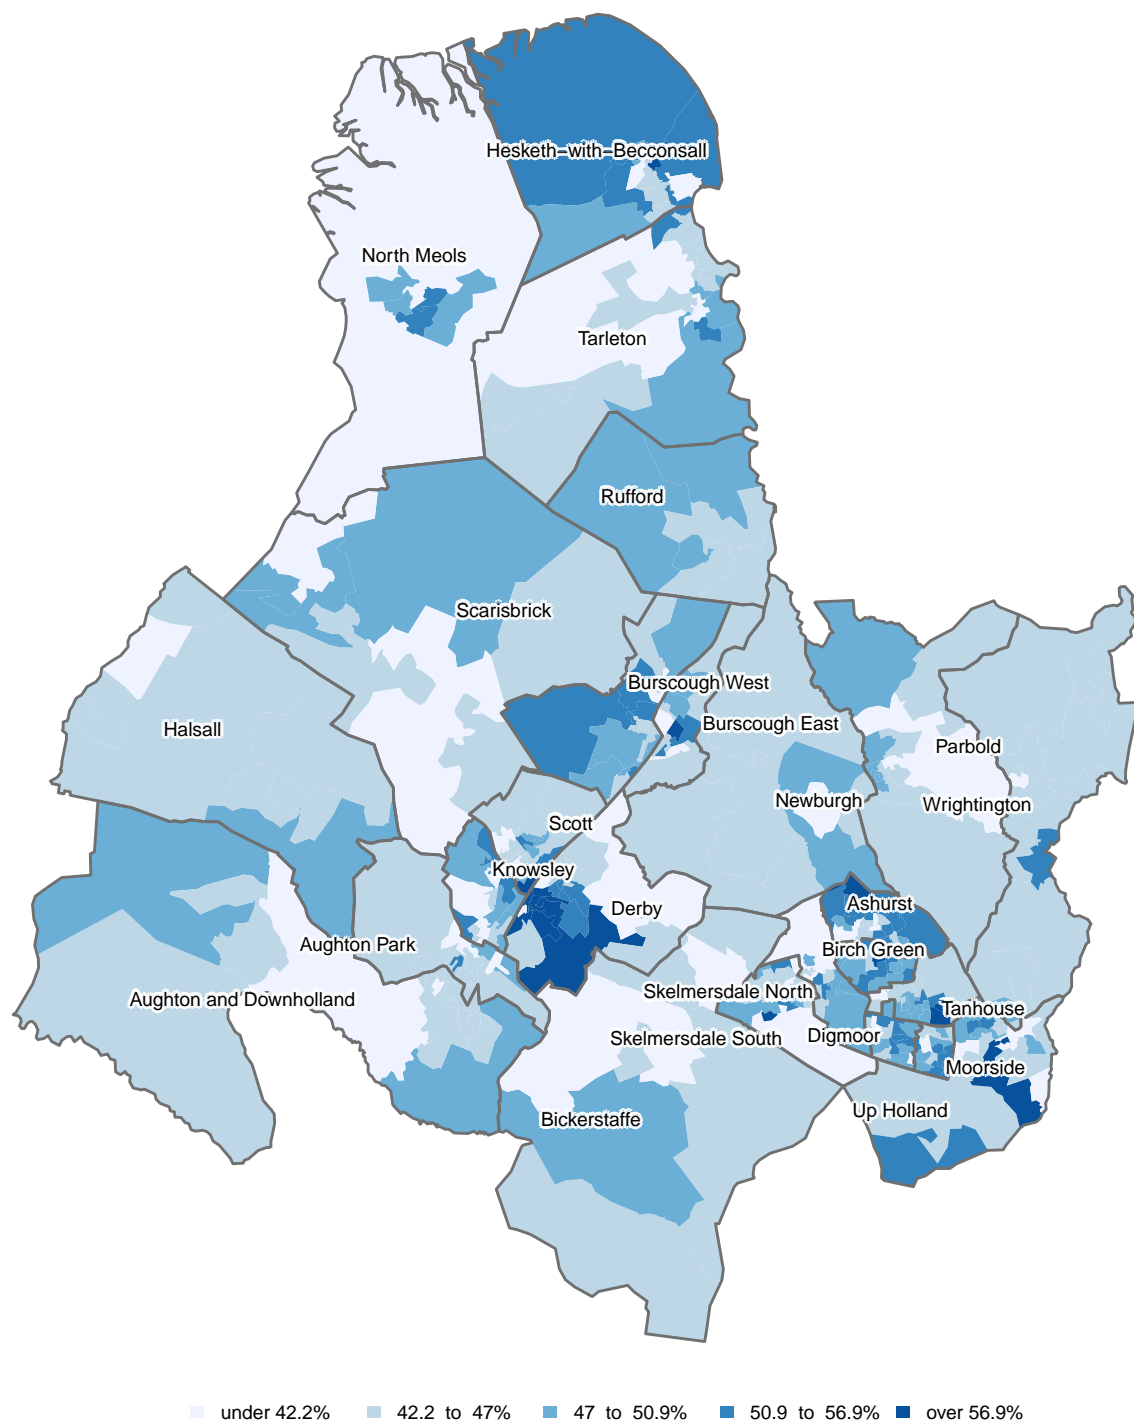 Hesketh-with-Becconsall
North Meols
Tarleton
Rufford
Scarisbrick
Burscough West
Halsall
Burscough East
Parbold
Newburgh
Wrightington
Scott
Knowsley
Ashurst
Derby
Aughton Park
Birch Green
Skelmersdale North
Aughton and Downholland
Tanhouse
Digmoor
Skelmersdale South
Moorside
Up Holland
Bickerstaffe
under 42.2% 42.2 to 47% 47 to 50.9% 50.9 to 56.9% over 56.9%